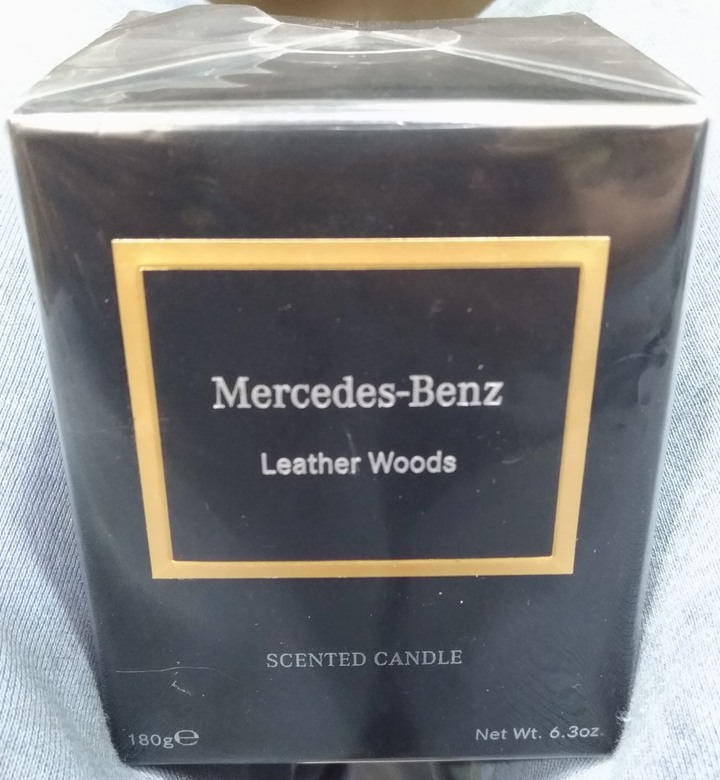 Mercedes-Benz
Leather Woods
SCENTED CANDLE
180g℮
Net Wt. 6.3oz.